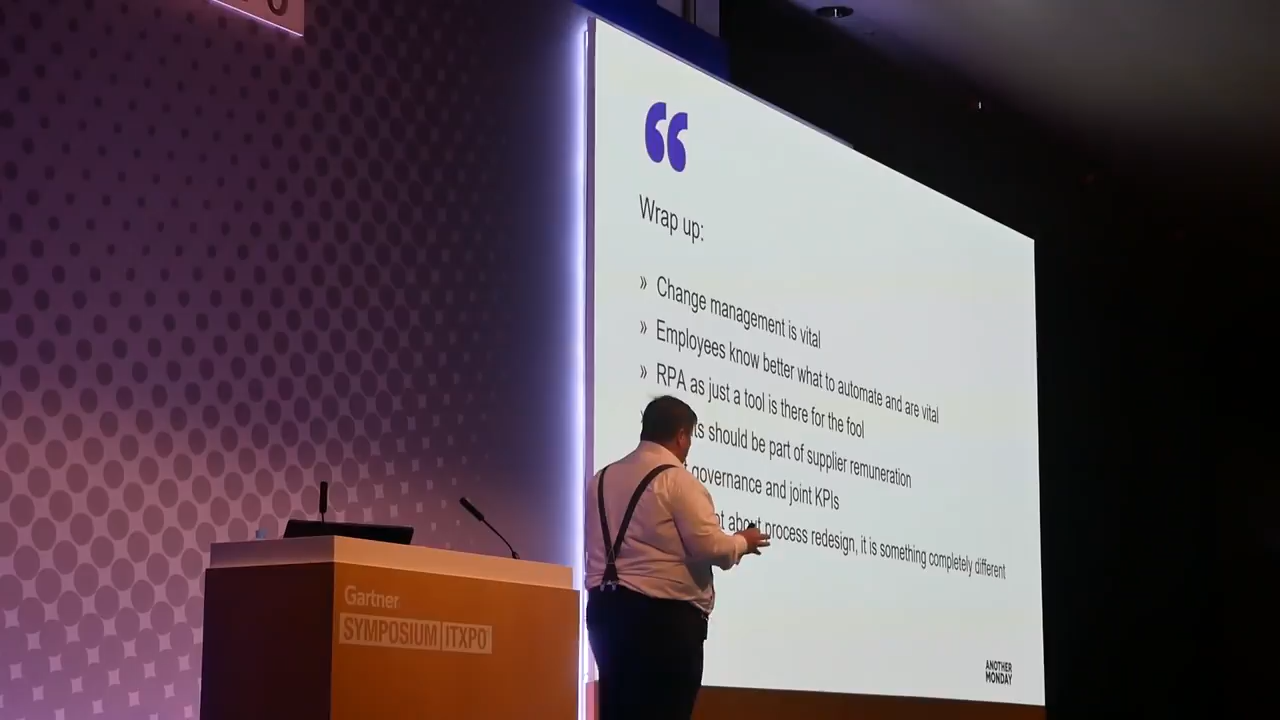 Wrap up:
» Change management is vital
» Employees know better what to automate and are vital
» RPA as just a tool is there for the fool
should be part of supplier remuneration
governance and joint KPIs
about process redesign, it is something completely different
ANOTHER
MONDAY
Gartner
SYMPOSIUM ITXPO